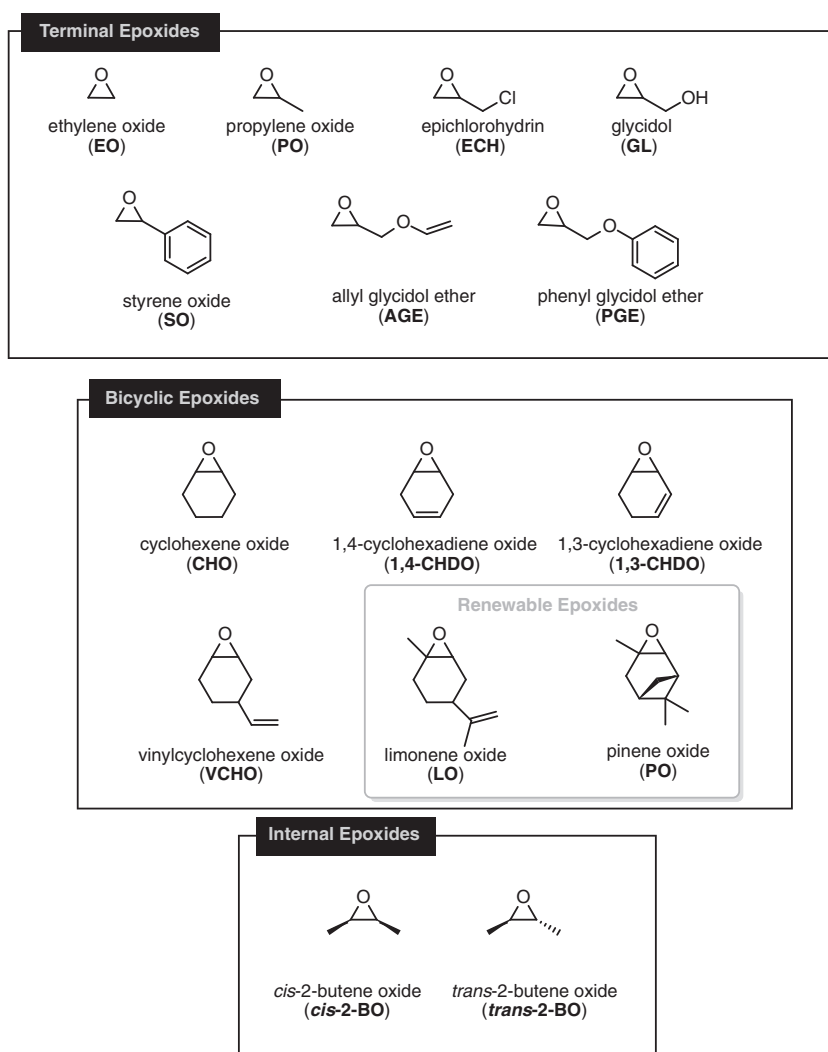 Terminal Epoxides
O
O
O
Cl
O
OH
ethylene oxide
(EO)
propylene oxide
(PO)
epichlorohydrin
(ECH)
glycidol
(GL)
O
O
O
O
O
styrene oxide
(SO)
allyl glycidol ether
(AGE)
phenyl glycidol ether
(PGE)
Bicyclic Epoxides
O
O
O
cyclohexene oxide
(CHO)
1,4-cyclohexadiene oxide
(1,4-CHDO)
1,3-cyclohexadiene oxide
(1,3-CHDO)
Renewable Epoxides
O
O
O
vinylcyclohexene oxide
(VCHO)
limonene oxide
(LO)
pinene oxide
(PO)
Internal Epoxides
O
O
cis-2-butene oxide
(cis-2-BO)
trans-2-butene oxide
(trans-2-BO)